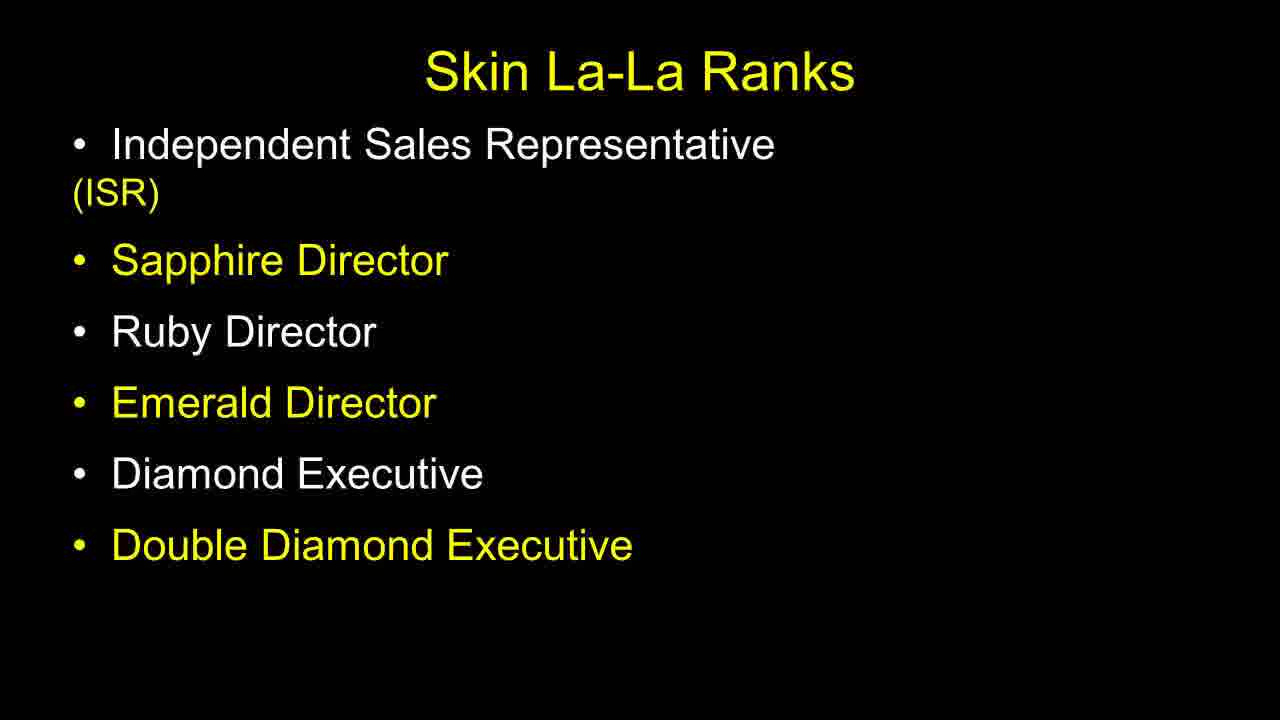 Skin La-La Ranks
• Independent Sales Representative
(ISR)
• Sapphire Director
• Ruby Director
• Emerald Director
• Diamond Executive
• Double Diamond Executive